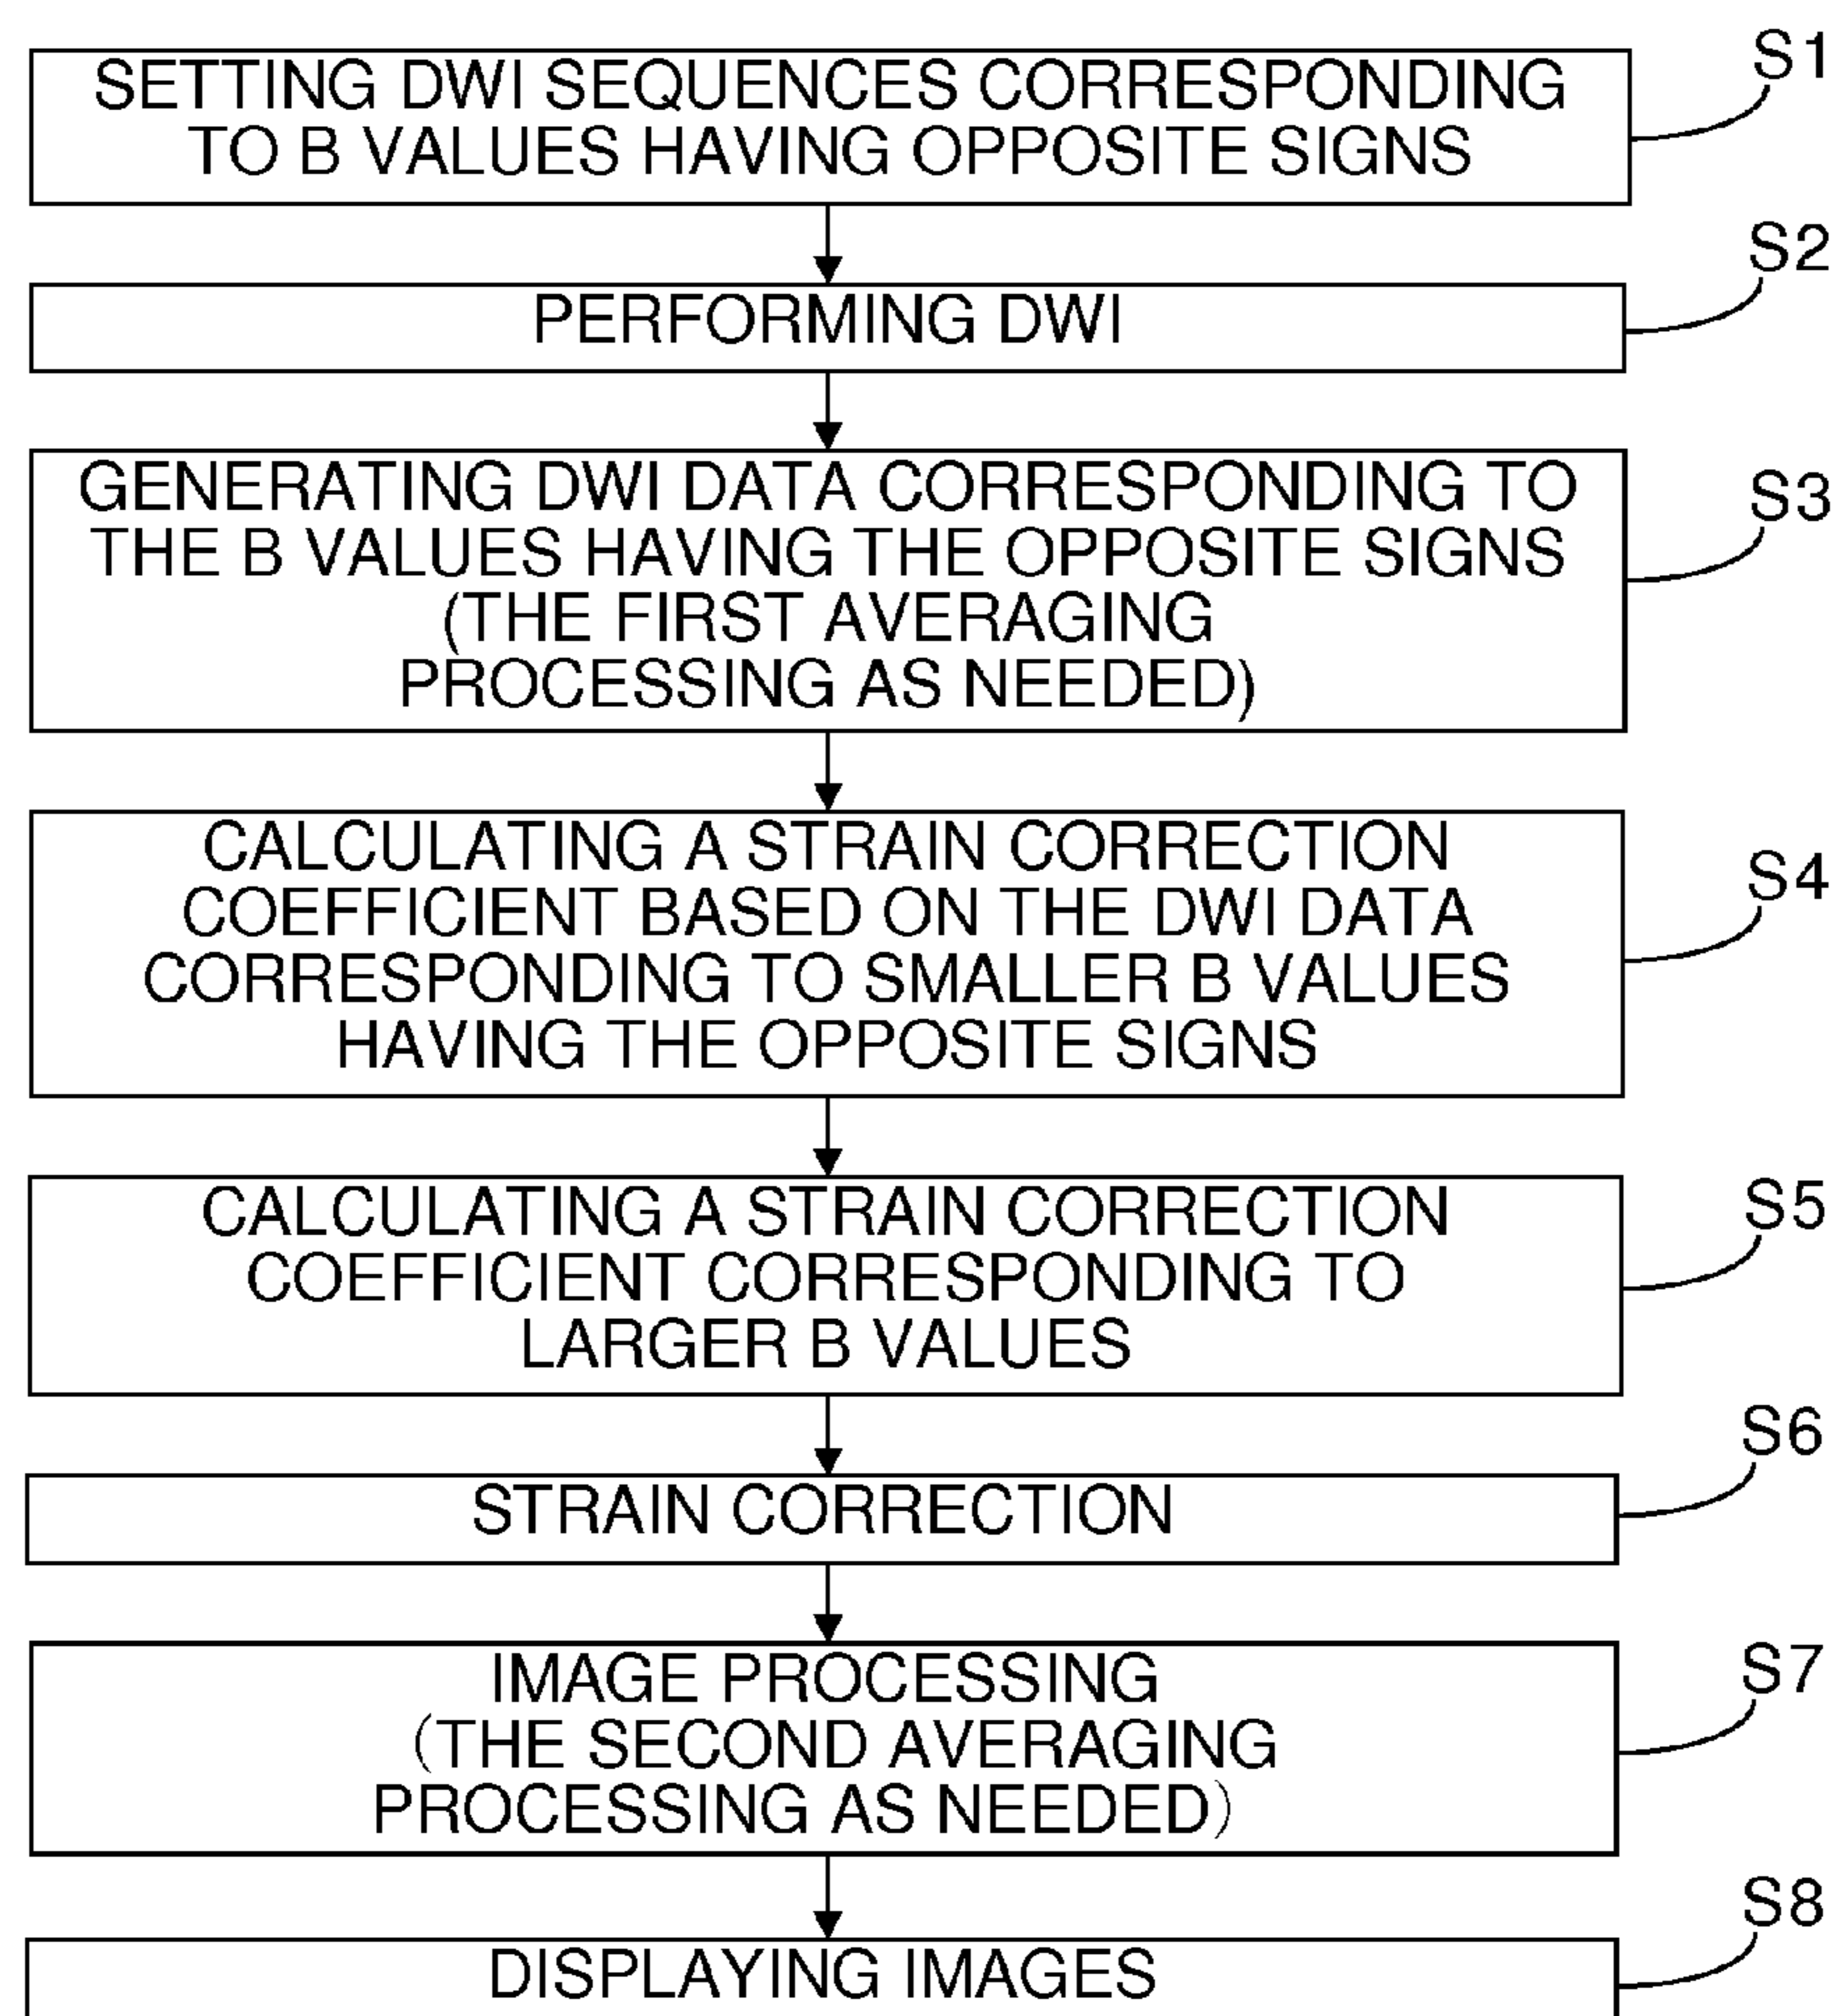 S1
SETTING DWI SEQUENCES CORRESPONDING
TO B VALUES HAVING OPPOSITE SIGNS
S2
PERFORMING DWI
S3
GENERATING DWI DATA CORRESPONDING TO
THE B VALUES HAVING THE OPPOSITE SIGNS
(THE FIRST AVERAGING
PROCESSING AS NEEDED)
S4
CALCULATING A STRAIN CORRECTION
COEFFICIENT BASED ON THE DWI DATA
CORRESPONDING TO SMALLER B VALUES
HAVING THE OPPOSITE SIGNS
S5
CALCULATING A STRAIN CORRECTION
COEFFICIENT CORRESPONDING TO
LARGER B VALUES
S6
STRAIN CORRECTION
S7
IMAGE PROCESSING
(THE SECOND AVERAGING
PROCESSING AS NEEDED)
S8
DISPLAYING IMAGES